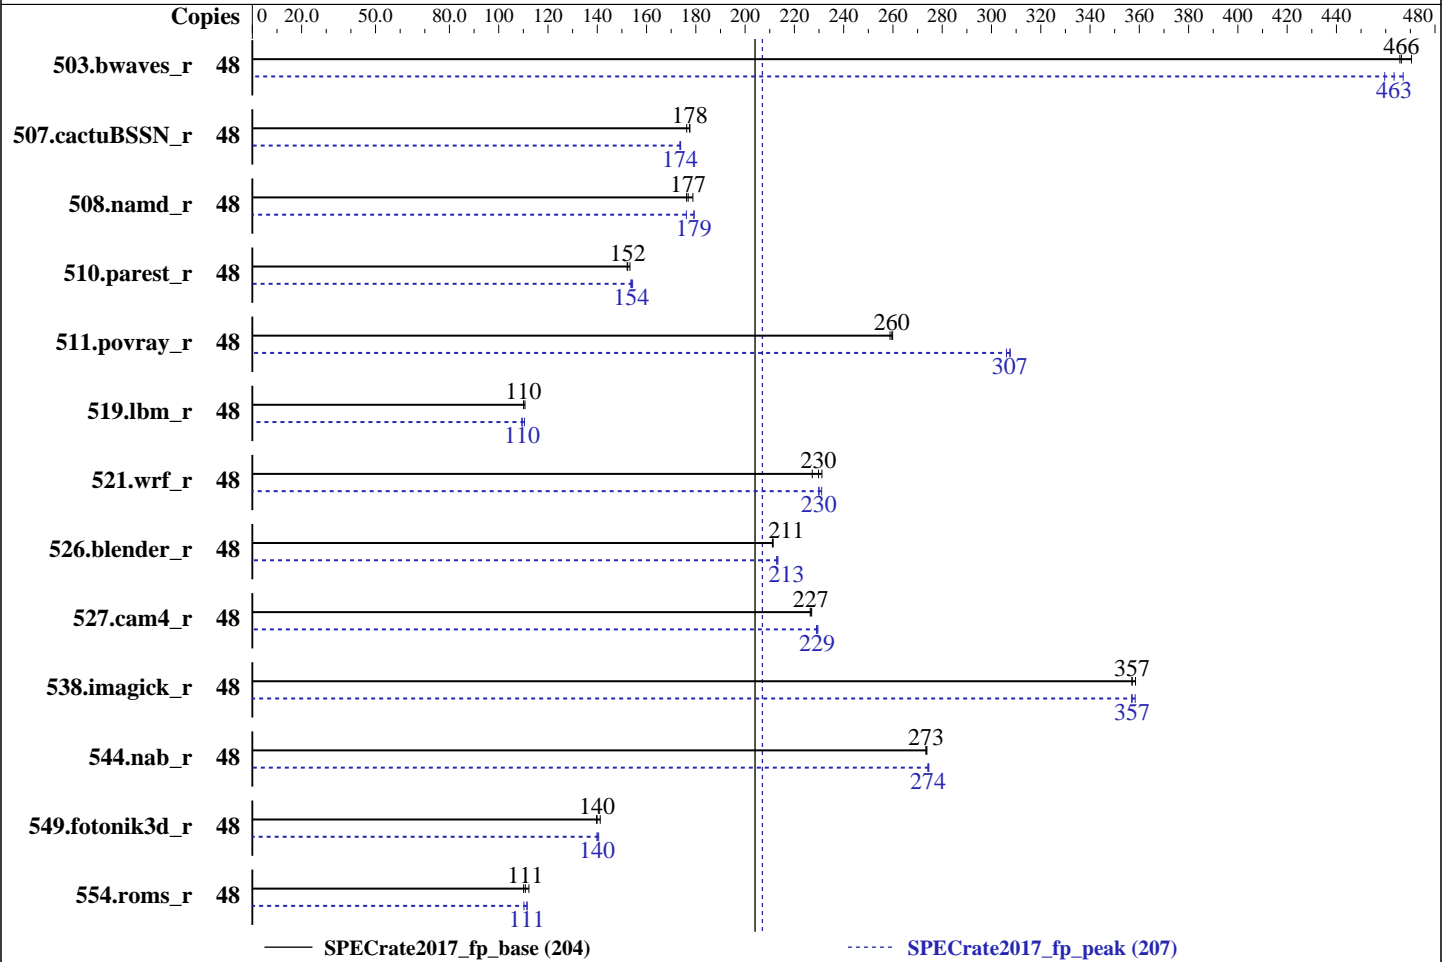 Copies 0 20.0 50.0 80.0 100 120 140 160 180 200 220 240 260 280 300 320 340 360 380 400 420 440 480
466
503.bwaves_r 48
463
178
507.cactuBSSN_r 48
174
177
508.namd_r 48
179
152
510.parest_r 48
154
260
511.povray_r 48
307
110
519.lbm_r 48
110
230
521.wrf_r 48
230
211
526.blender_r 48
213
227
527.cam4_r 48
229
357
538.imagick_r 48
357
273
544.nab_r 48
274
140
549.fotonik3d_r 48
140
111
554.roms_r 48
111
SPECrate2017_fp_base (204) SPECrate2017_fp_peak (207)